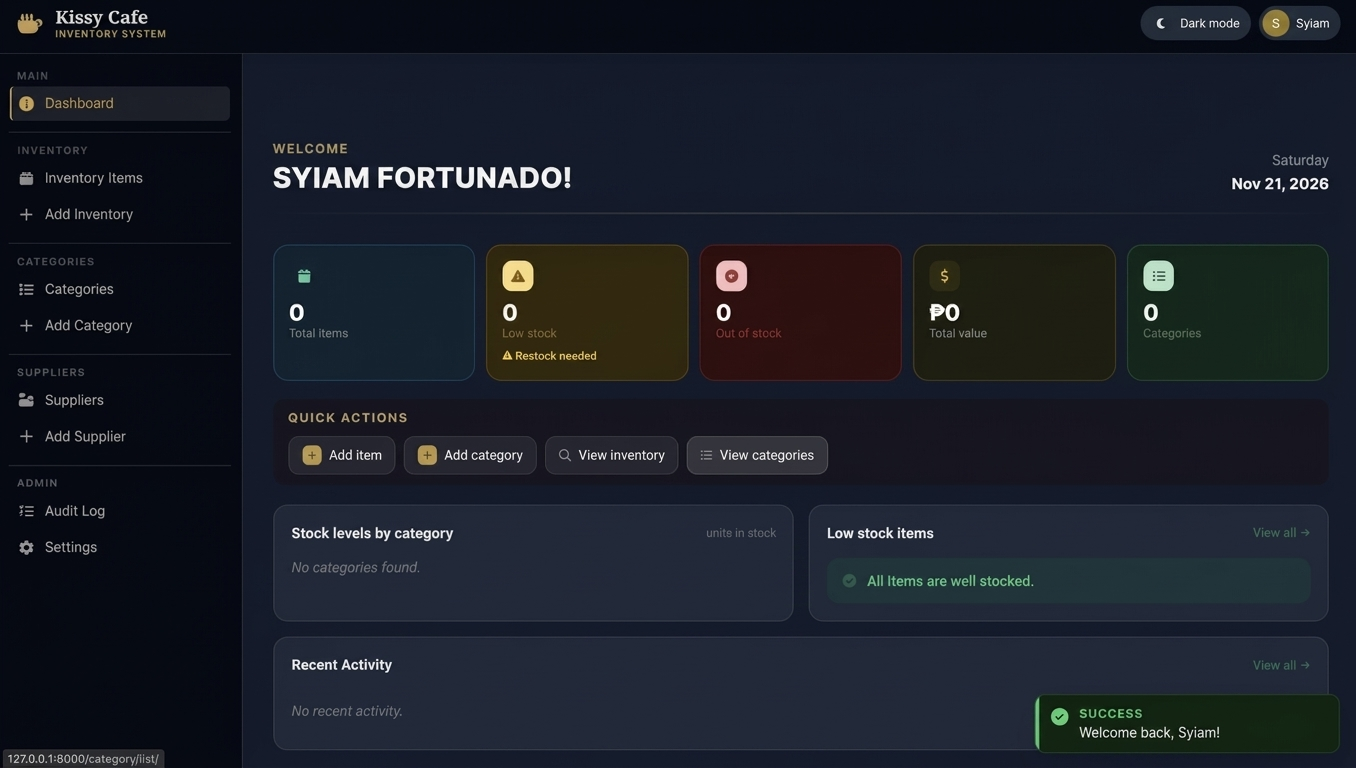 Kissy Cafe
INVENTORY SYSTEM
Dark mode
S
Syiam
MAIN
Dashboard
INVENTORY
Inventory Items
Add Inventory
CATEGORIES
Categories
Add Category
SUPPLIERS
Suppliers
Add Supplier
ADMIN
Audit Log
Settings
WELCOME
SYIAM FORTUNADO!
Saturday
Nov 21, 2026
0
Total items
0
Low stock
Restock needed
0
Out of stock
$
₱0
Total value
0
Categories
QUICK ACTIONS
Add item
Add category
View inventory
View categories
Stock levels by category
units in stock
No categories found.
Low stock items
View all →
All Items are well stocked.
Recent Activity
View all →
No recent activity.
SUCCESS
Welcome back, Syiam!
127.0.0.1:8000/category/list/